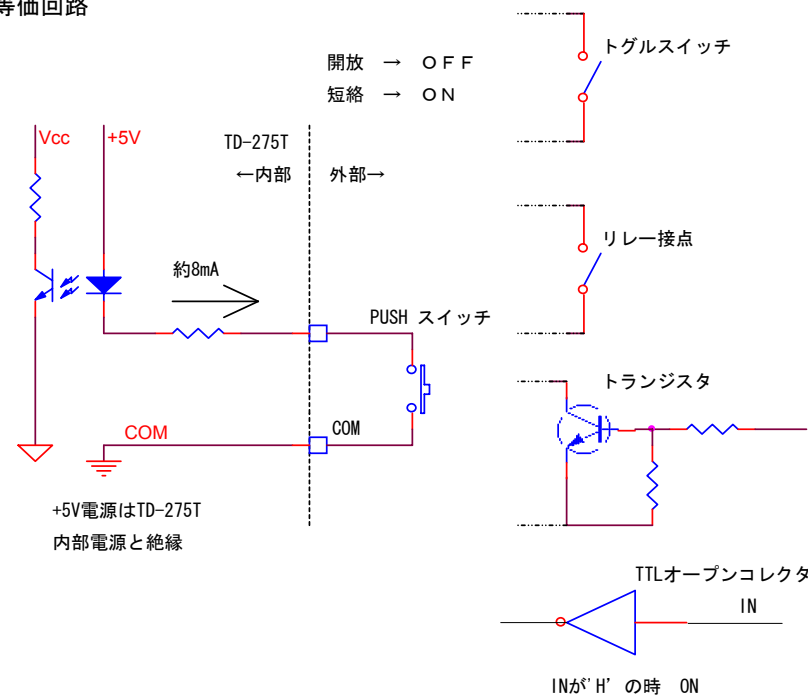 等価回路
開放 → ＯＦＦ
短絡 → ＯＮ
トグルスイッチ
Vcc
+5V
TD-275T
←内部
外部→
リレー接点
約8mA
PUSH スイッチ
トランジスタ
COM
COM
+5V電源はTD-275T
内部電源と絶縁
TTLオープンコレクタ
IN
INが'H' の時 ON